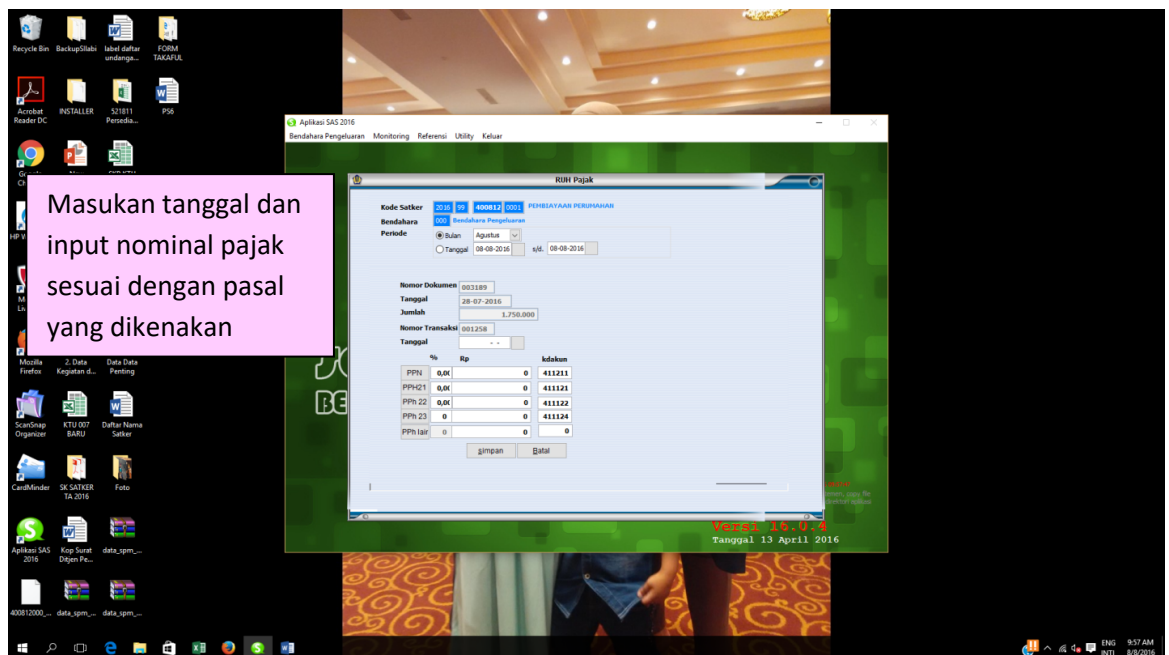 Recycle Bin
BackupSIlabi
label daftar
undanga...
FORM
TAKAFUL
Acrobat
Reader DC
INSTALLER
521811
Persedia...
PS6
Masukan tanggal dan
input nominal pajak
sesuai dengan pasal
yang dikenakan
Mozilla
Firefox
2. Data
Kegiatan d...
Data Data
Penting
ScanSnap
Organizer
KTU 007
BARU
Daftar Nama
Satker
CardMinder
SK SATKER
TA 2016
Foto
Aplikasi SAS
2016
Kop Surat
Ditjen Pe...
data_spm_...
400812000_...
data_spm_...
data_spm_...
Aplikasi SAS 2016
Bendahara Pengeluaran Monitoring Referensi Utility Keluar
RUH Pajak
Kode Satker 2016 99 400812 0001 PEMBIAYAAN PERUMAHAN
Bendahara 000 Bendahara Pengeluaran
Periode Bulan Agustus
Tanggal 08-08-2016 s/d. 08-08-2016
Nomor Dokumen 003189
Tanggal 28-07-2016
Jumlah 1.750.000
Nomor Transaksi 001258
Tanggal - -
% Rp kdakun
PPN 0,00 0 411211
PPH21 0,00 0 411121
PPh 22 0,00 0 411122
PPh 23 0 0 411124
PPh lair 0 0 0
simpan Batal
Versi 16.0.4
Tanggal 13 April 2016
ENG 9:57 AM
INTI 8/8/2016